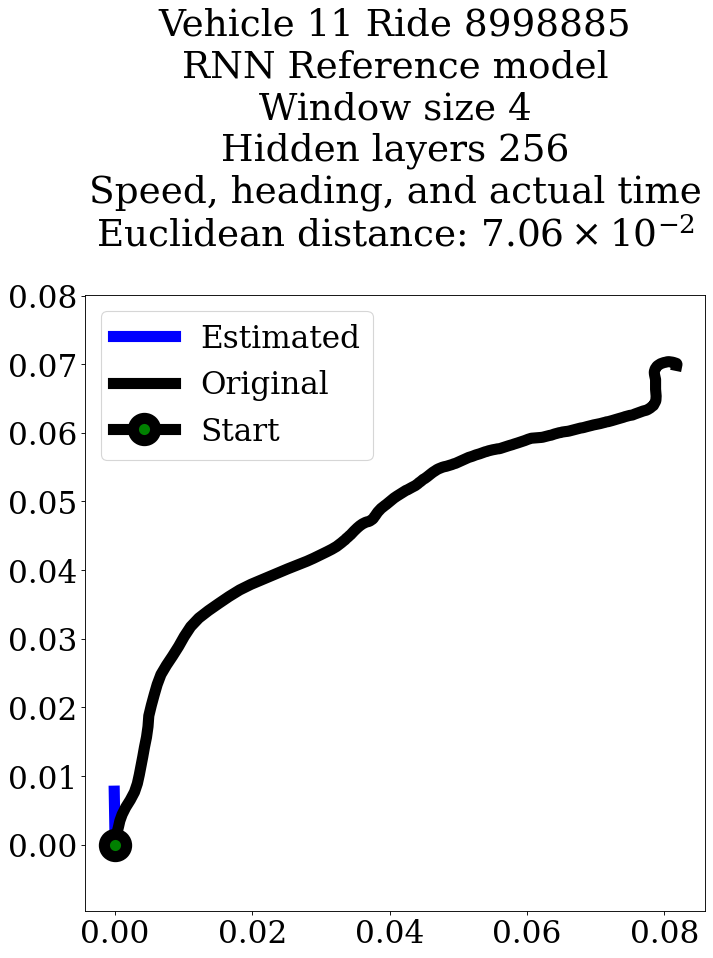 Vehicle 11 Ride 8998885
RNN Reference model
Window size 4
Hidden layers 256
Speed, heading, and actual time
Euclidean distance: 7.06 × 10⁻²
0.08
0.07
0.06
0.05
0.04
0.03
0.02
0.01
0.00
Estimated
Original
Start
0.00 0.02 0.04 0.06 0.08